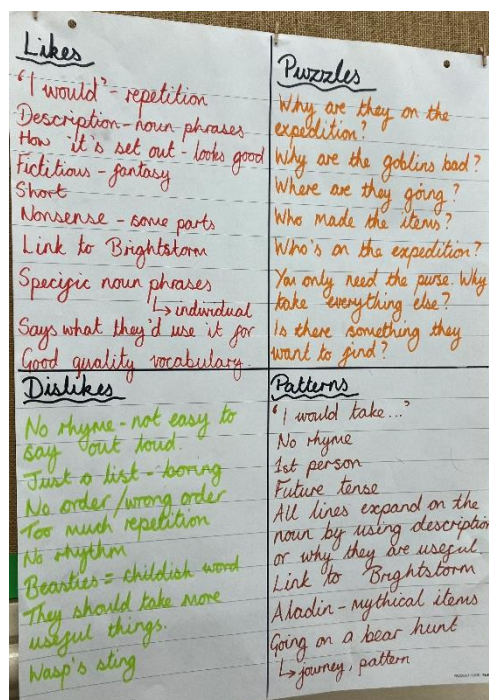 Likes
"I would" - repetition
Description - noun phrases
How it's set out - looks good
Fictitious - fantasy
Short
Nonsense - some parts
Link to Brightstorm
Specific noun phrases
↳ individual
Says what they'd use it for
Good quality vocabulary.
Puzzles
Why are they on the
expedition?
Why are the goblins bad?
Where are they going?
Who made the items?
Who's on the expedition?
You only need the purse. Why
take everything else?
Is there something they
want to find?
Dislikes
No rhyme - not easy to
say out loud.
Just a list - boring
No order/wrong order
Too much repetition
No rhythm
Beasties = childish word
They should take more
useful things.
Wasp's sting
Patterns
"I would take..."
No rhyme
1st person
Future tense
All lines expand on the
noun by using description
or why they are useful.
Link to Brightstorm
Aladin - mythical items
Going on a bear hunt
↳ journey, pattern